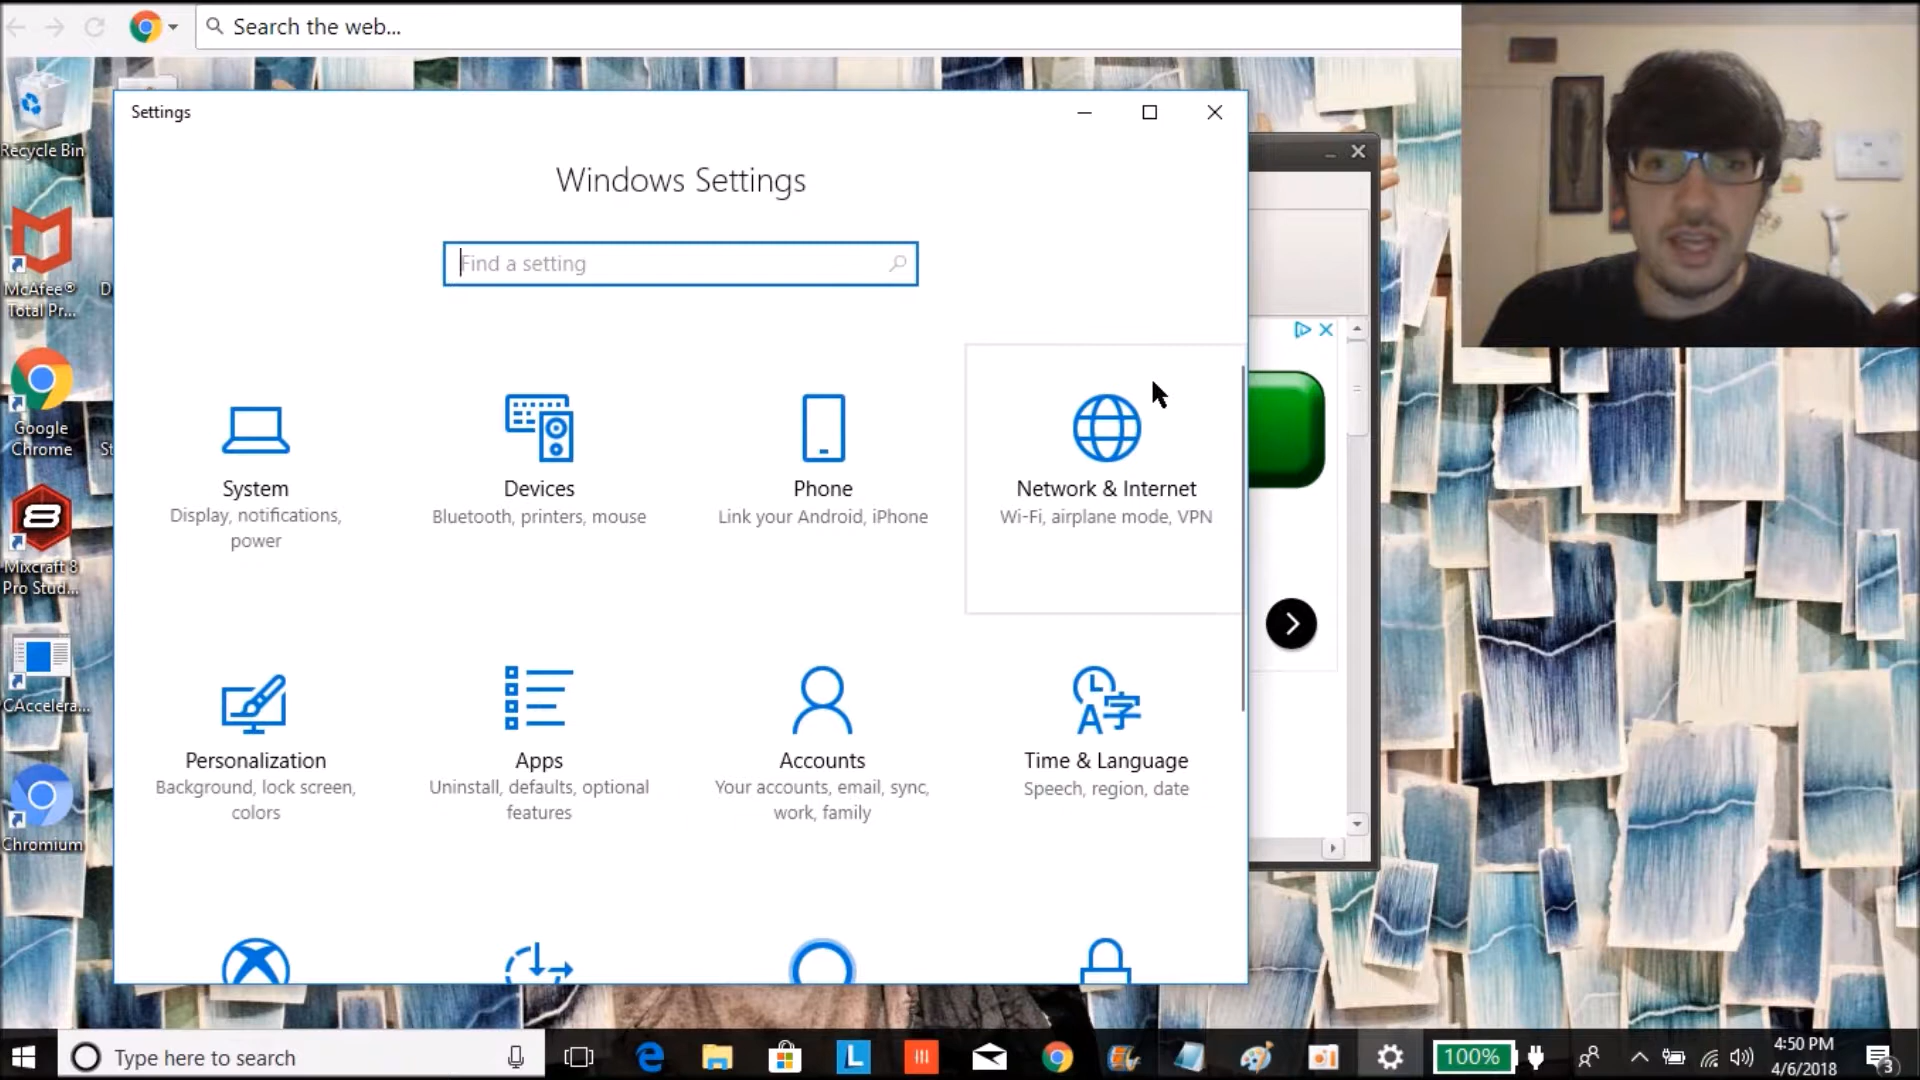 Search the web...
Settings
Windows Settings
Find a setting
System
Display, notifications,
power
Devices
Bluetooth, printers, mouse
Phone
Link your Android, iPhone
Network & Internet
Wi-Fi, airplane mode, VPN
Personalization
Background, lock screen,
colors
Apps
Uninstall, defaults, optional
features
Accounts
Your accounts, email, sync,
work, family
Time & Language
Speech, region, date
Recycle Bin
McAfee®
Total Pr...
D
Google
Chrome
St
Mixcraft 8
Pro Stud...
CAccelera...
Chromium
Type here to search
100%
4:50 PM
4/6/2018
3